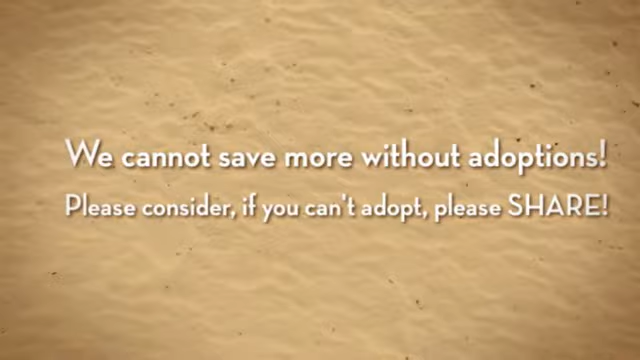 We cannot save more without adoptions!
Please consider, if you can't adopt, please SHARE!